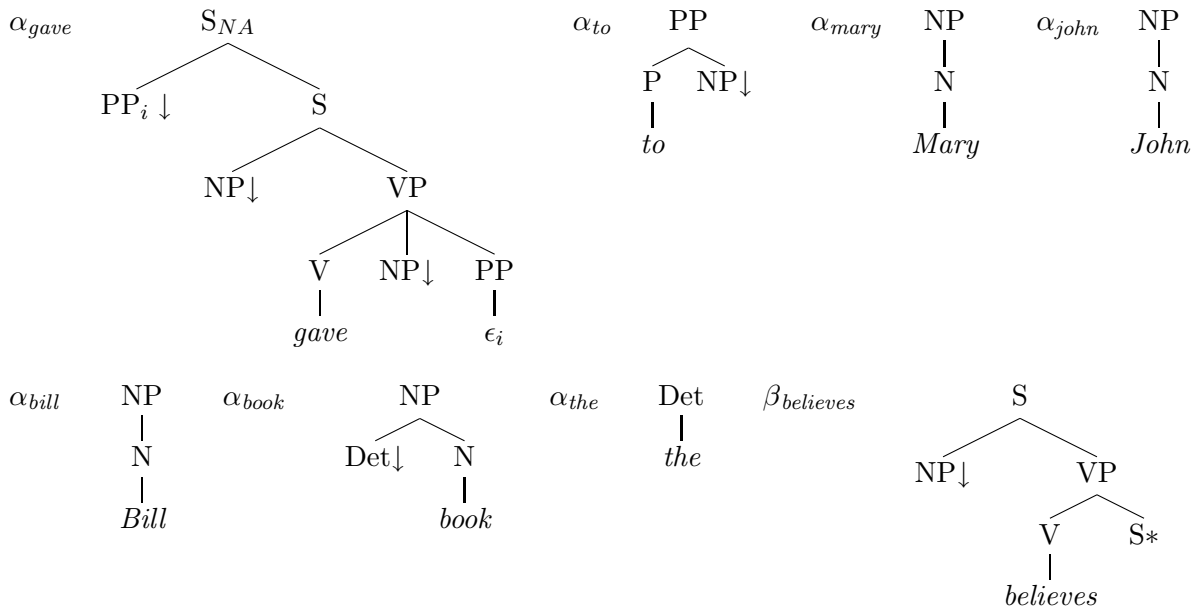 α_gave S_NA α_to PP α_mary NP α_john NP
PP_i ↓ S P NP↓ N N
to Mary John
NP↓ VP
V NP↓ PP
gave ϵ_i
α_bill NP α_book NP α_the Det β_believes S
N Det↓ N the NP↓ VP
Bill book V S*
believes